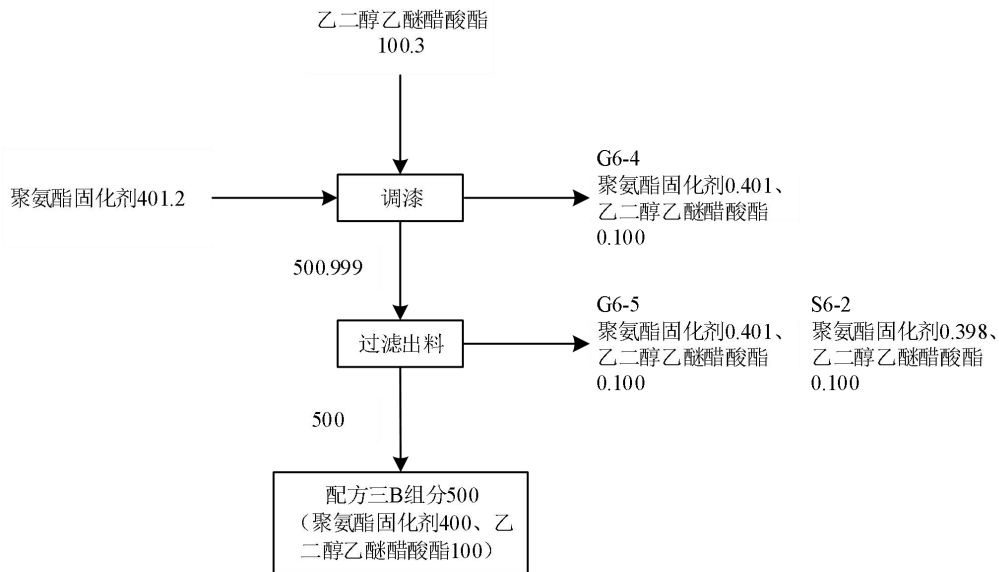 乙二醇乙醚醋酸酯
100.3
聚氨酯固化剂401.2
调漆
G6-4
聚氨酯固化剂0.401、
乙二醇乙醚醋酸酯
0.100
500.999
过滤出料
G6-5
聚氨酯固化剂0.401、
乙二醇乙醚醋酸酯
0.100
S6-2
聚氨酯固化剂0.398、
乙二醇乙醚醋酸酯
0.100
500
配方三B组分500
（聚氨酯固化剂400、乙
二醇乙醚醋酸酯100）